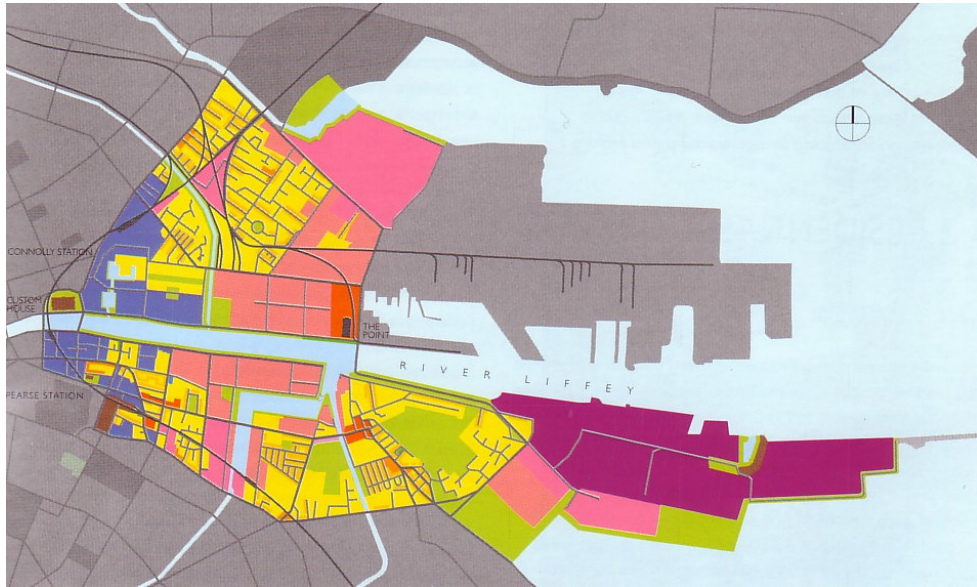 CONNOLLY STATION
CUSTOM
HOUSE
THE
POINT
RIVER LIFFEY
PEARSE STATION